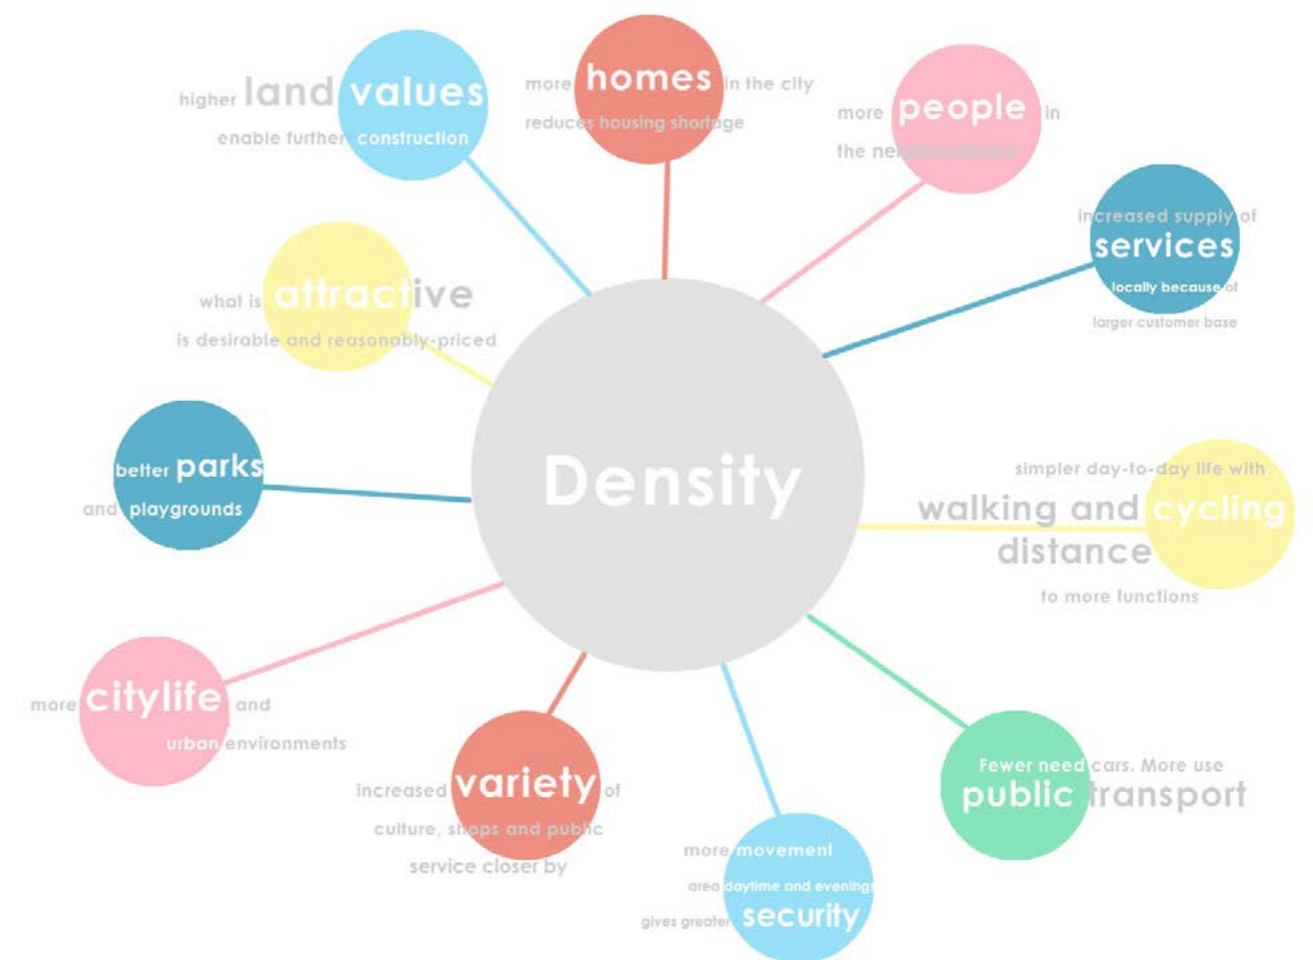 Density
higher land values
enable further construction
more homes in the city
reduces housing shortage
more people in
the neighbourhood
increased supply of
services
locally because of
larger customer base
simpler day-to-day life with
walking and cycling
distance
to more functions
Fewer need cars. More use
public transport
more movement
area daytime and evenings
gives greater security
increased variety of
culture, shops and public
service closer by
more citylife and
urban environments
better parks
and playgrounds
what is attractive
is desirable and reasonably-priced